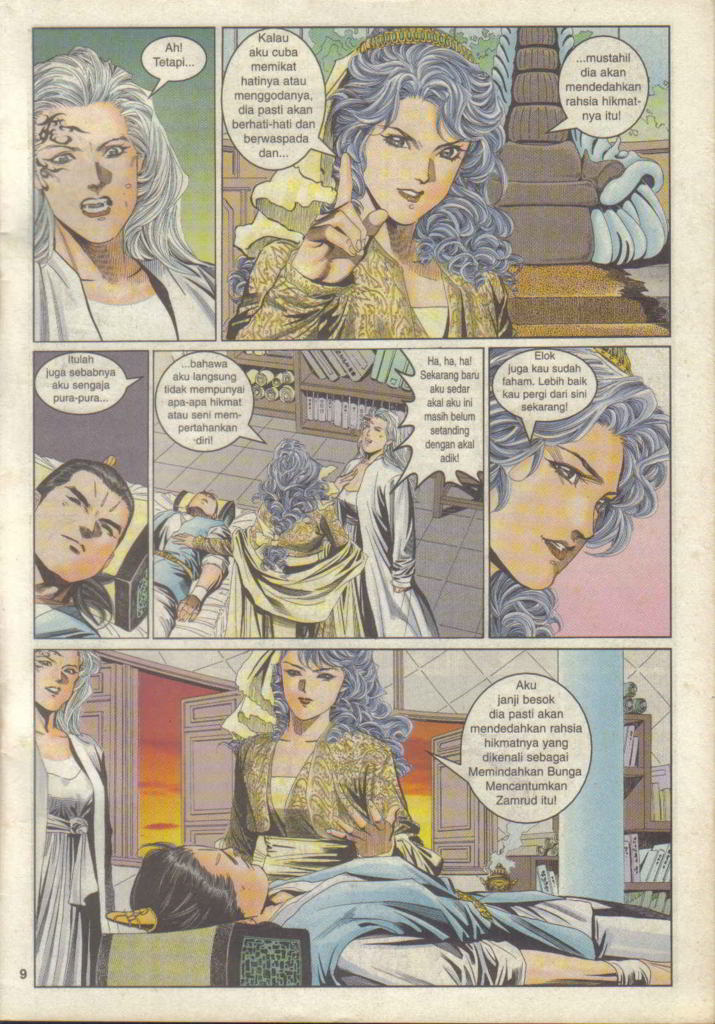 Ah!
Tetapi...
Kalau
aku cuba
memikat
hatinya atau
menggodanya,
dia pasti akan
berhati-hati dan
berwaspada
dan...
...mustahil
dia akan
mendedahkan
rahsia hikmat-
nya itu!
Itulah
juga sebabnya
aku sengaja
pura-pura...
...bahawa
aku langsung
tidak mempunyai
apa-apa hikmat
atau seni mem-
pertahankan
diri!
Ha, ha, ha!
Sekarang baru
aku sedar
akal aku ini
masih belum
setanding
dengan akal
adik!
Elok
juga kau sudah
faham. Lebih baik
kau pergi dari sini
sekarang!
Aku
janji besok
dia pasti akan
mendedahkan rahsia
hikmatnya yang
dikenali sebagai
Memindahkan Bunga
Mencantumkan
Zamrud itu!
9